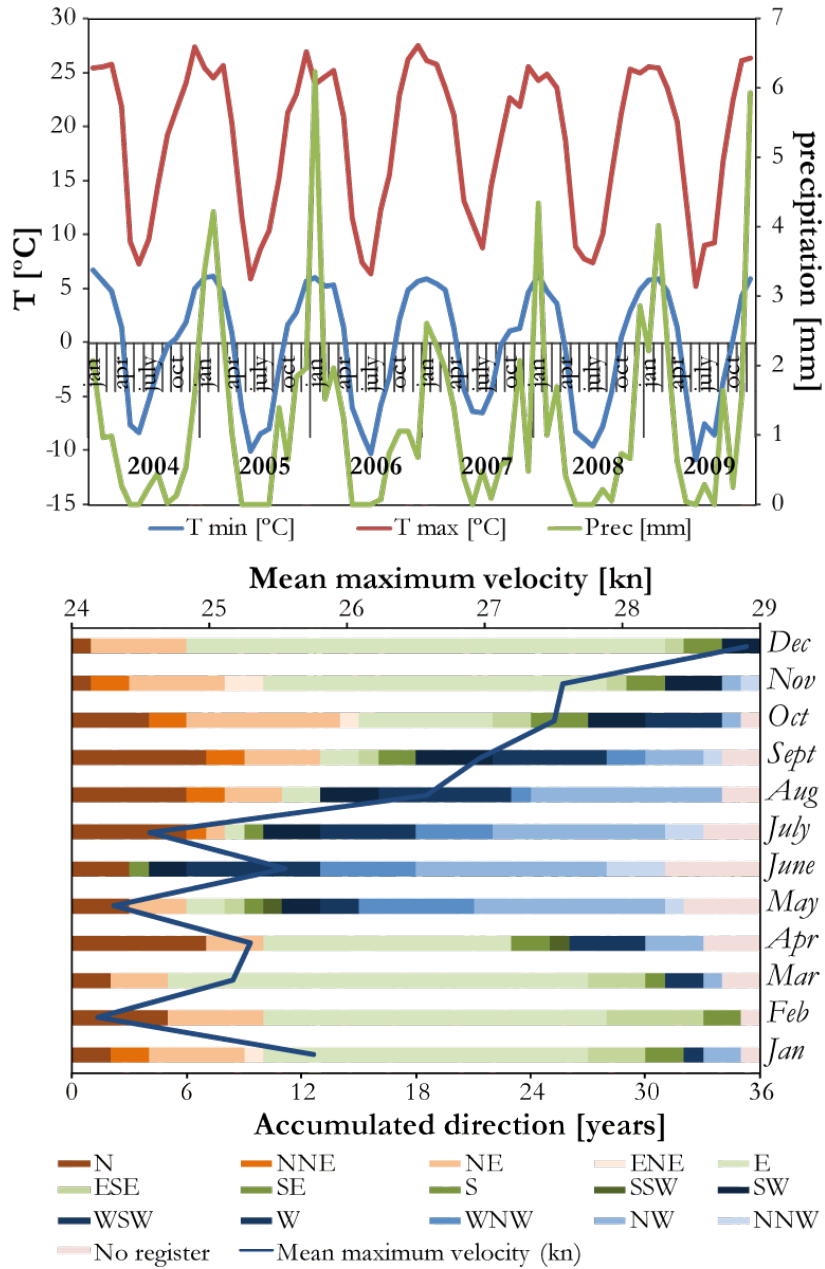 30
25
20
15
10
5
0
-5
-10
-15
T [ºC]
7
6
5
4
3
2
1
0
precipitation [mm]
jan apr july oct jan apr july oct jan apr july oct jan apr july oct jan apr july oct jan apr july oct
2004 2005 2006 2007 2008 2009
T min [ºC] T max [ºC] Prec [mm]
Mean maximum velocity [kn]
24 25 26 27 28 29
Dec
Nov
Oct
Sept
Aug
July
June
May
Apr
Mar
Feb
Jan
0 6 12 18 24 30 36
Accumulated direction [years]
N NNE NE ENE E
ESE SE S SSW SW
WSW W WNW NW NNW
No register Mean maximum velocity (kn)